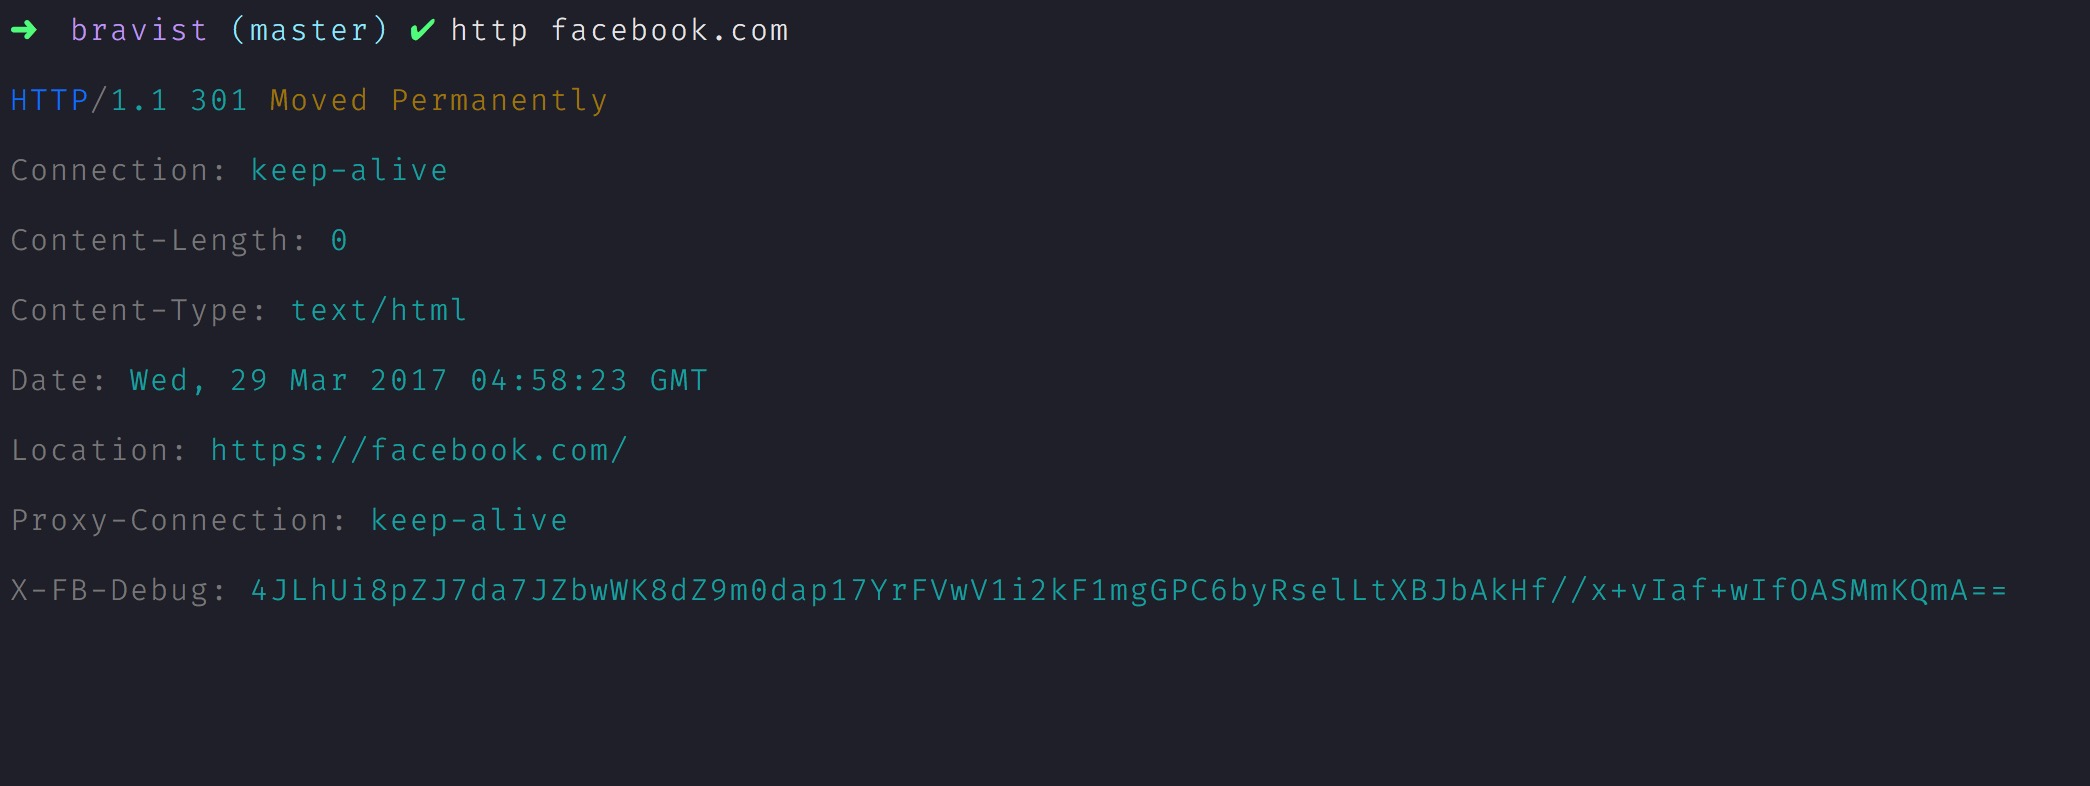 ➜ bravist (master) ✔ http facebook.com
HTTP/1.1 301 Moved Permanently
Connection: keep-alive
Content-Length: 0
Content-Type: text/html
Date: Wed, 29 Mar 2017 04:58:23 GMT
Location: https://facebook.com/
Proxy-Connection: keep-alive
X-FB-Debug: 4JLhUi8pZJ7da7JZbwWK8dZ9m0dap17YrFVwV1i2kF1mgGPC6byRselLtXBJbAkHf//x+vIaf+wIfOASMmKQmA==